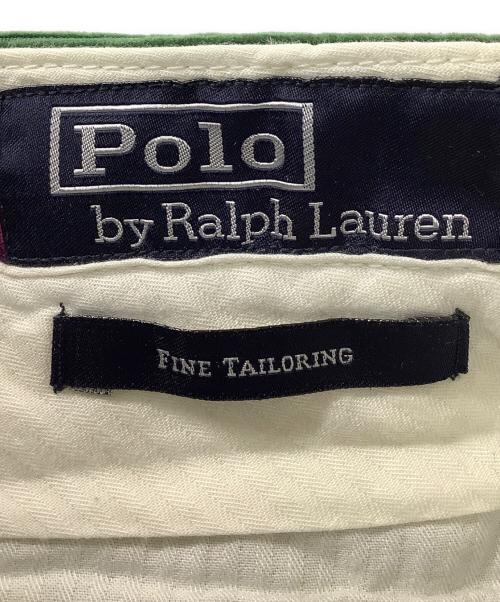 Polo
by Ralph Lauren
FINE TAILORING